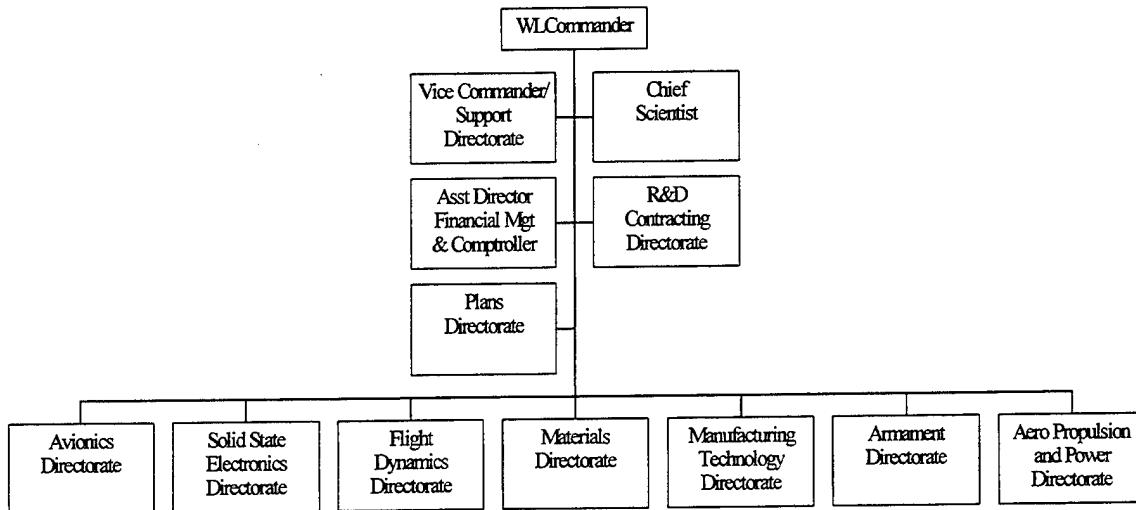 WLCommander
Vice Commander/
Support
Directorate
Chief
Scientist
Asst Director
Financial Mgt
& Comptroller
R&D
Contracting
Directorate
Plans
Directorate
Avionics
Directorate
Solid State
Electronics
Directorate
Flight
Dynamics
Directorate
Materials
Directorate
Manufacturing
Technology
Directorate
Armament
Directorate
Aero Propulsion
and Power
Directorate